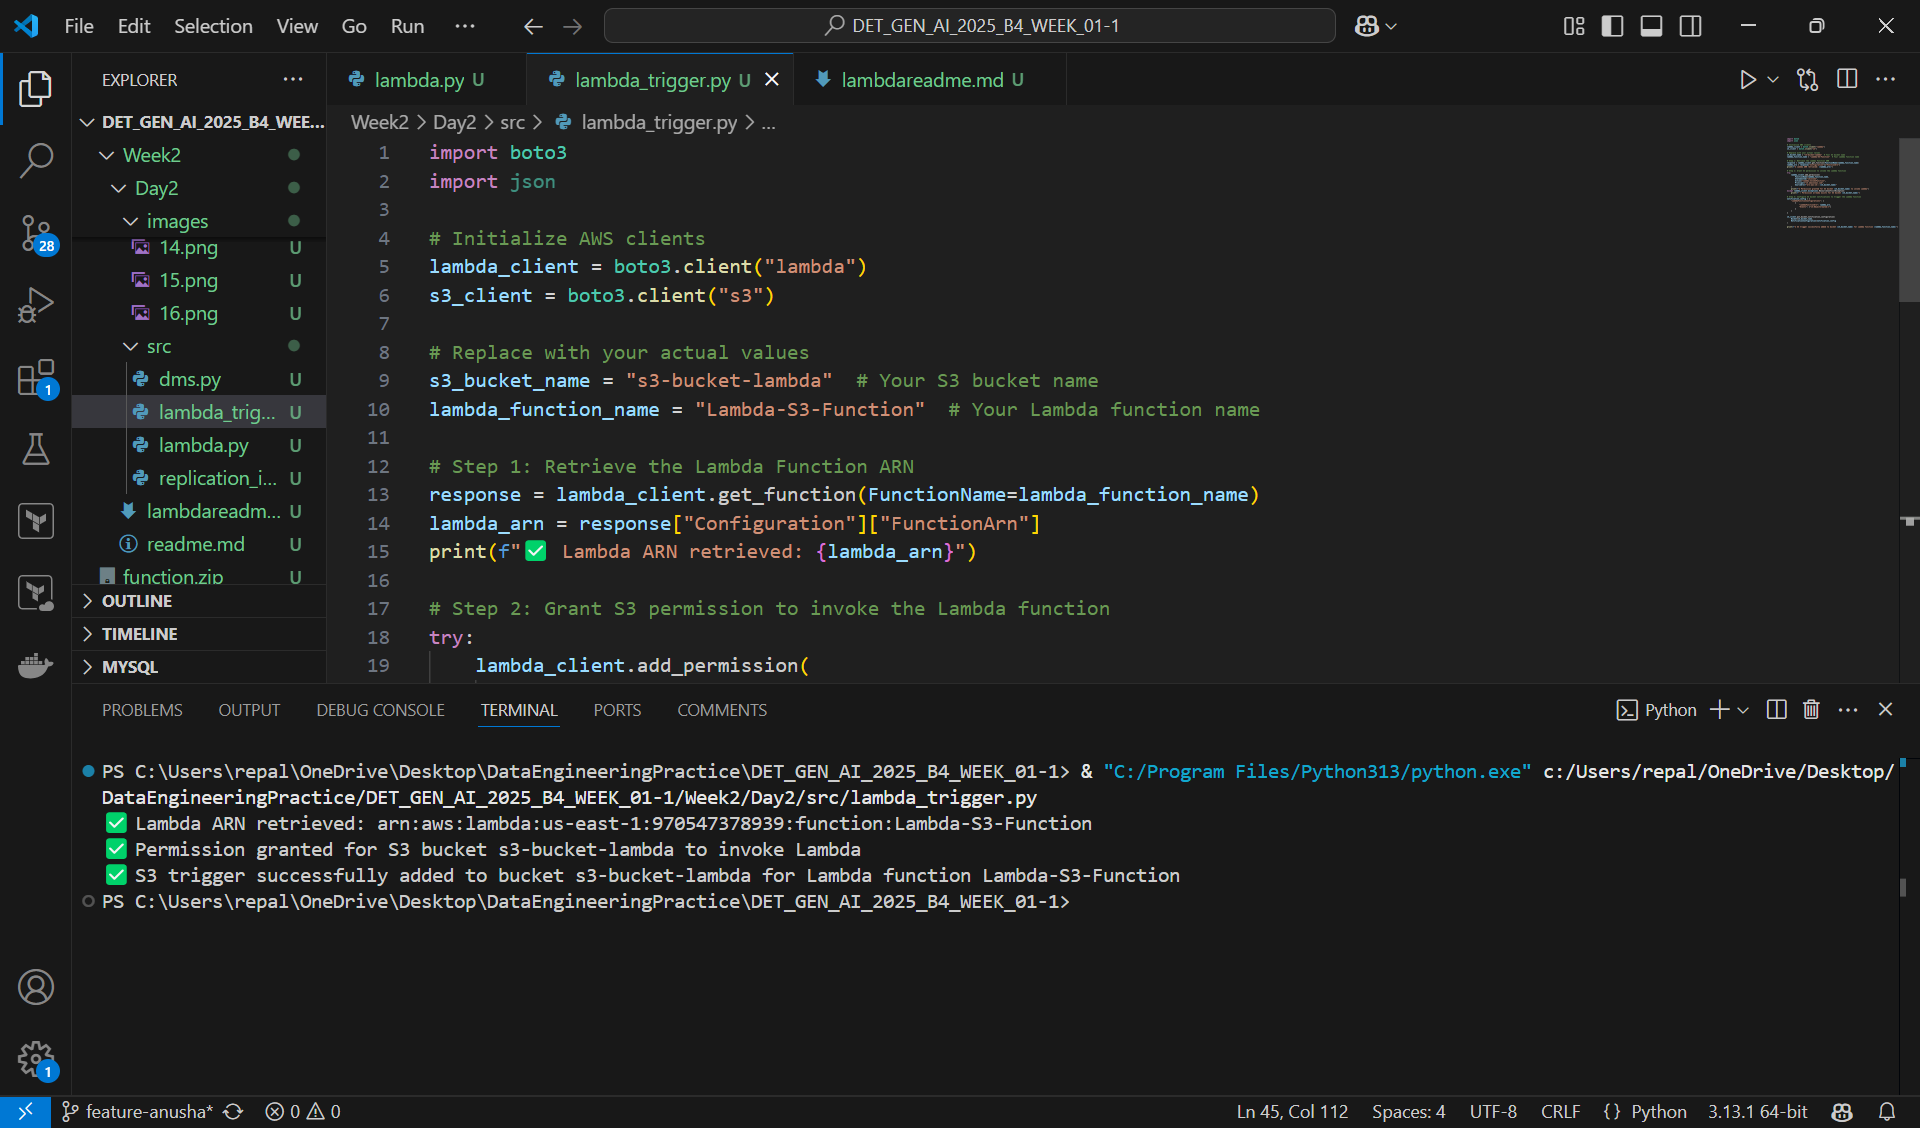 File Edit Selection View Go Run ··· DET_GEN_AI_2025_B4_WEEK_01-1
EXPLORER ···
DET_GEN_AI_2025_B4_WEE...
Week2
Day2
images
14.png U
15.png U
16.png U
src
dms.py U
lambda_trig... U
lambda.py U
replication_i... U
lambdareadm... U
readme.md U
function.zip U
OUTLINE
TIMELINE
MYSQL
28
1
1
lambda.py U lambda_trigger.py U lambdareadme.md U
Week2 > Day2 > src > lambda_trigger.py > ...
1 import boto3
2 import json
3
4 # Initialize AWS clients
5 lambda_client = boto3.client("lambda")
6 s3_client = boto3.client("s3")
7
8 # Replace with your actual values
9 s3_bucket_name = "s3-bucket-lambda"  # Your S3 bucket name
10 lambda_function_name = "Lambda-S3-Function"  # Your Lambda function name
11
12 # Step 1: Retrieve the Lambda Function ARN
13 response = lambda_client.get_function(FunctionName=lambda_function_name)
14 lambda_arn = response["Configuration"]["FunctionArn"]
15 print(f"✅ Lambda ARN retrieved: {lambda_arn}")
16
17 # Step 2: Grant S3 permission to invoke the Lambda function
18 try:
19     lambda_client.add_permission(
PROBLEMS OUTPUT DEBUG CONSOLE TERMINAL PORTS COMMENTS Python
PS C:\Users\repal\OneDrive\Desktop\DataEngineeringPractice\DET_GEN_AI_2025_B4_WEEK_01-1> & "C:/Program Files/Python313/python.exe" c:/Users/repal/OneDrive/Desktop/
DataEngineeringPractice/DET_GEN_AI_2025_B4_WEEK_01-1/Week2/Day2/src/lambda_trigger.py
✅ Lambda ARN retrieved: arn:aws:lambda:us-east-1:970547378939:function:Lambda-S3-Function
✅ Permission granted for S3 bucket s3-bucket-lambda to invoke Lambda
✅ S3 trigger successfully added to bucket s3-bucket-lambda for Lambda function Lambda-S3-Function
PS C:\Users\repal\OneDrive\Desktop\DataEngineeringPractice\DET_GEN_AI_2025_B4_WEEK_01-1>
feature-anusha* 0 0 Ln 45, Col 112 Spaces: 4 UTF-8 CRLF {} Python 3.13.1 64-bit